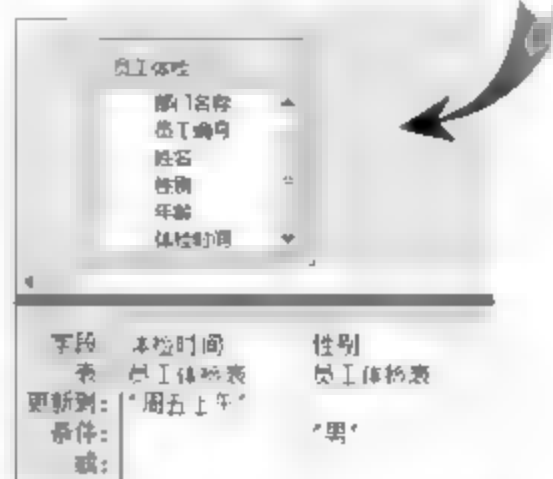 员工体检
部门名称
员工编号
姓名
性别
年龄
体检时间
字段 体检时间 性别
表 员工体检表 员工体检表
更新到: "周五上午"
条件: "男"
或: